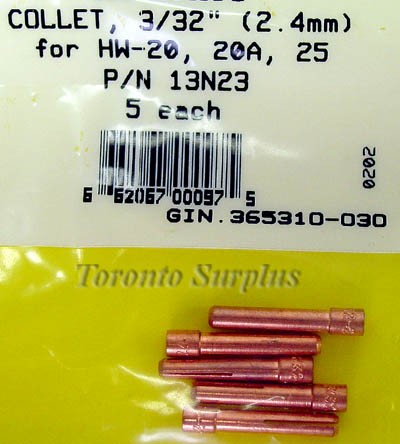 COLLET, 3/32" (2.4mm)
for HW-20, 20A, 25
P/N 13N23
5 each
0202
6 62067 00097 5
GIN.365310-030
Toronto Surplus